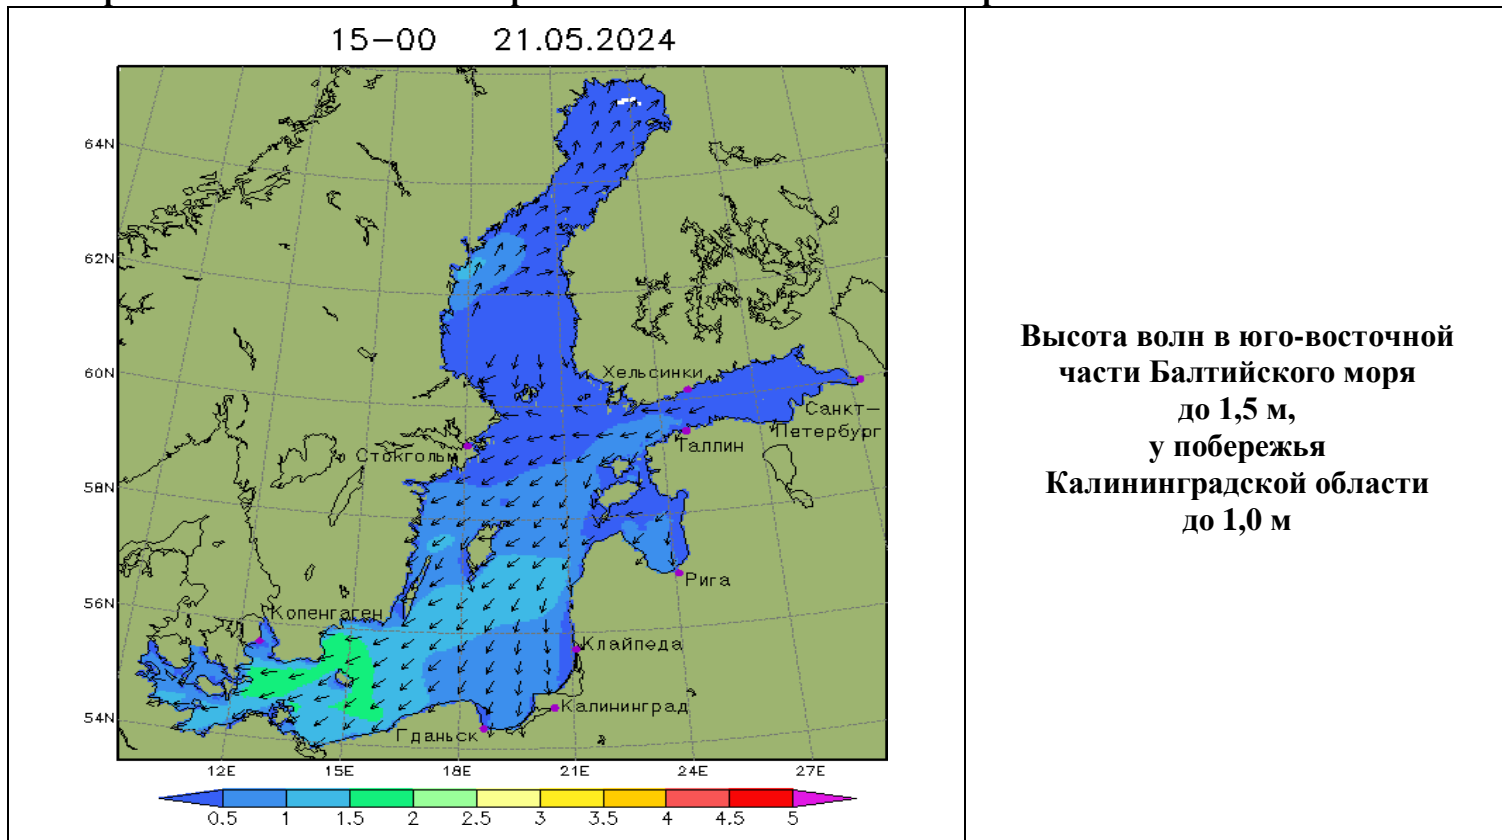 15-00 21.05.2024
64N
62N
60N
58N
56N
54N
Хельсинки
Санкт-
Петербург
Таллин
Стокгольм
Рига
Копенгаген
Клайпеда
Калининград
Гданьск
12E 15E 18E 21E 24E 27E
0.5 1 1.5 2 2.5 3 3.5 4 4.5 5
Высота волн в юго-восточной
части Балтийского моря
до 1,5 м,
у побережья
Калининградской области
до 1,0 м